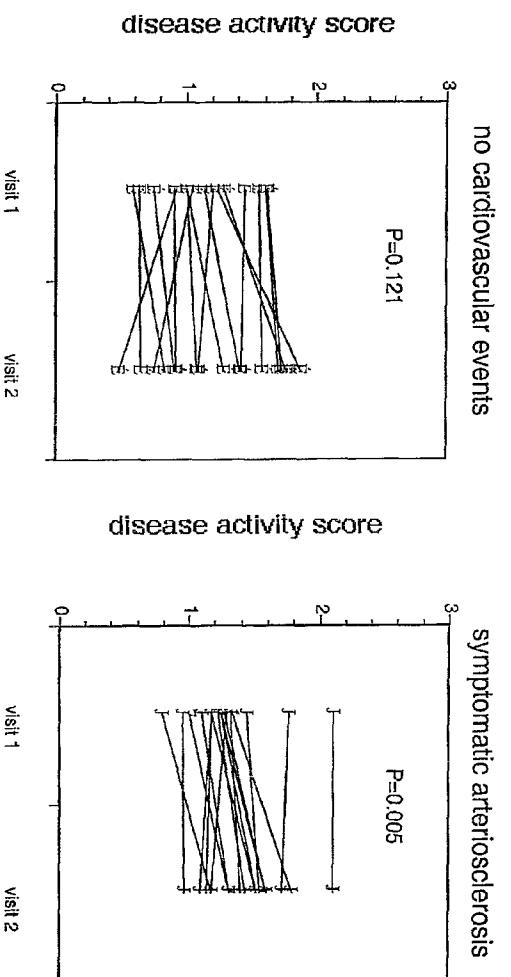 no cardiovascular events
P=0.121
disease activity score
0
1
2
3
visit 1
visit 2
symptomatic arteriosclerosis
P=0.005
disease activity score
0
1
2
3
visit 1
visit 2